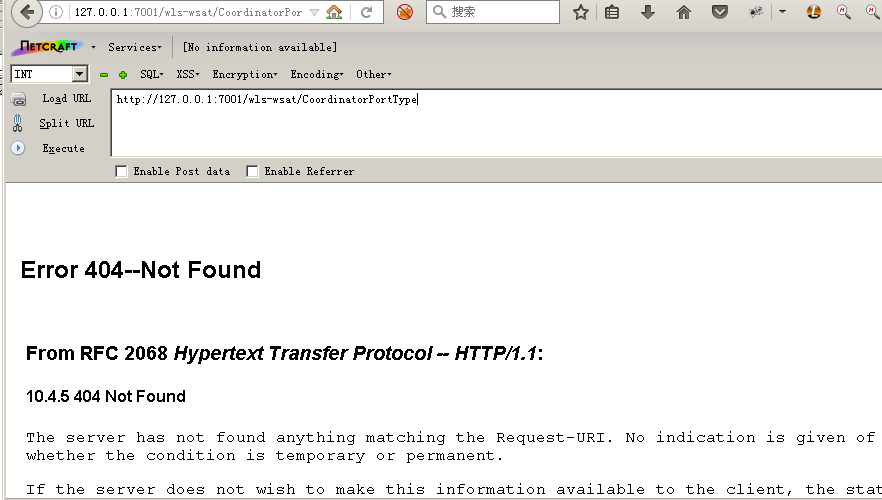 127.0.0.1:7001/wls-wsat/CoordinatorPor
搜索
NETCRAFT
Services
[No information available]
INT
SQL
XSS
Encryption
Encoding
Other
Load URL
http://127.0.0.1:7001/wls-wsat/CoordinatorPortType
Split URL
Execute
Enable Post data
Enable Referrer
Error 404--Not Found
From RFC 2068 Hypertext Transfer Protocol -- HTTP/1.1:
10.4.5 404 Not Found
The server has not found anything matching the Request-URI. No indication is given of
whether the condition is temporary or permanent.
If the server does not wish to make this information available to the client, the stat